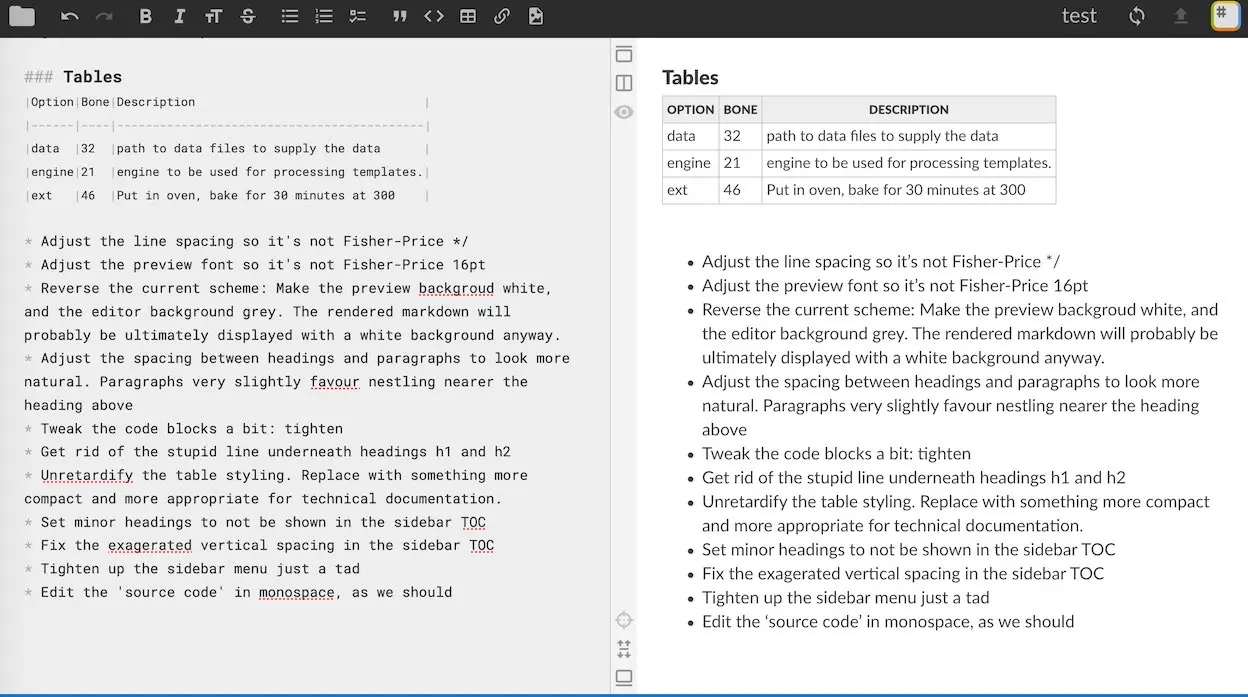 test
### Tables
|Option|Bone|Description |
|------|----|-----------------------------------------|
|data |32 |path to data files to supply the data |
|engine|21 |engine to be used for processing templates.|
|ext |46 |Put in oven, bake for 30 minutes at 300 |
* Adjust the line spacing so it's not Fisher-Price */
* Adjust the preview font so it's not Fisher-Price 16pt
* Reverse the current scheme: Make the preview backgroud white,
and the editor background grey. The rendered markdown will
probably be ultimately displayed with a white background anyway.
* Adjust the spacing between headings and paragraphs to look more
natural. Paragraphs very slightly favour nestling nearer the
heading above
* Tweak the code blocks a bit: tighten
* Get rid of the stupid line underneath headings h1 and h2
* Unretardify the table styling. Replace with something more
compact and more appropriate for technical documentation.
* Set minor headings to not be shown in the sidebar TOC
* Fix the exagerated vertical spacing in the sidebar TOC
* Tighten up the sidebar menu just a tad
* Edit the 'source code' in monospace, as we should
Tables
OPTION BONE DESCRIPTION
data 32 path to data files to supply the data
engine 21 engine to be used for processing templates.
ext 46 Put in oven, bake for 30 minutes at 300
• Adjust the line spacing so it’s not Fisher-Price */
• Adjust the preview font so it’s not Fisher-Price 16pt
• Reverse the current scheme: Make the preview backgroud white, and
the editor background grey. The rendered markdown will probably be
ultimately displayed with a white background anyway.
• Adjust the spacing between headings and paragraphs to look more
natural. Paragraphs very slightly favour nestling nearer the heading
above
• Tweak the code blocks a bit: tighten
• Get rid of the stupid line underneath headings h1 and h2
• Unretardify the table styling. Replace with something more compact
and more appropriate for technical documentation.
• Set minor headings to not be shown in the sidebar TOC
• Fix the exagerated vertical spacing in the sidebar TOC
• Tighten up the sidebar menu just a tad
• Edit the ‘source code’ in monospace, as we should